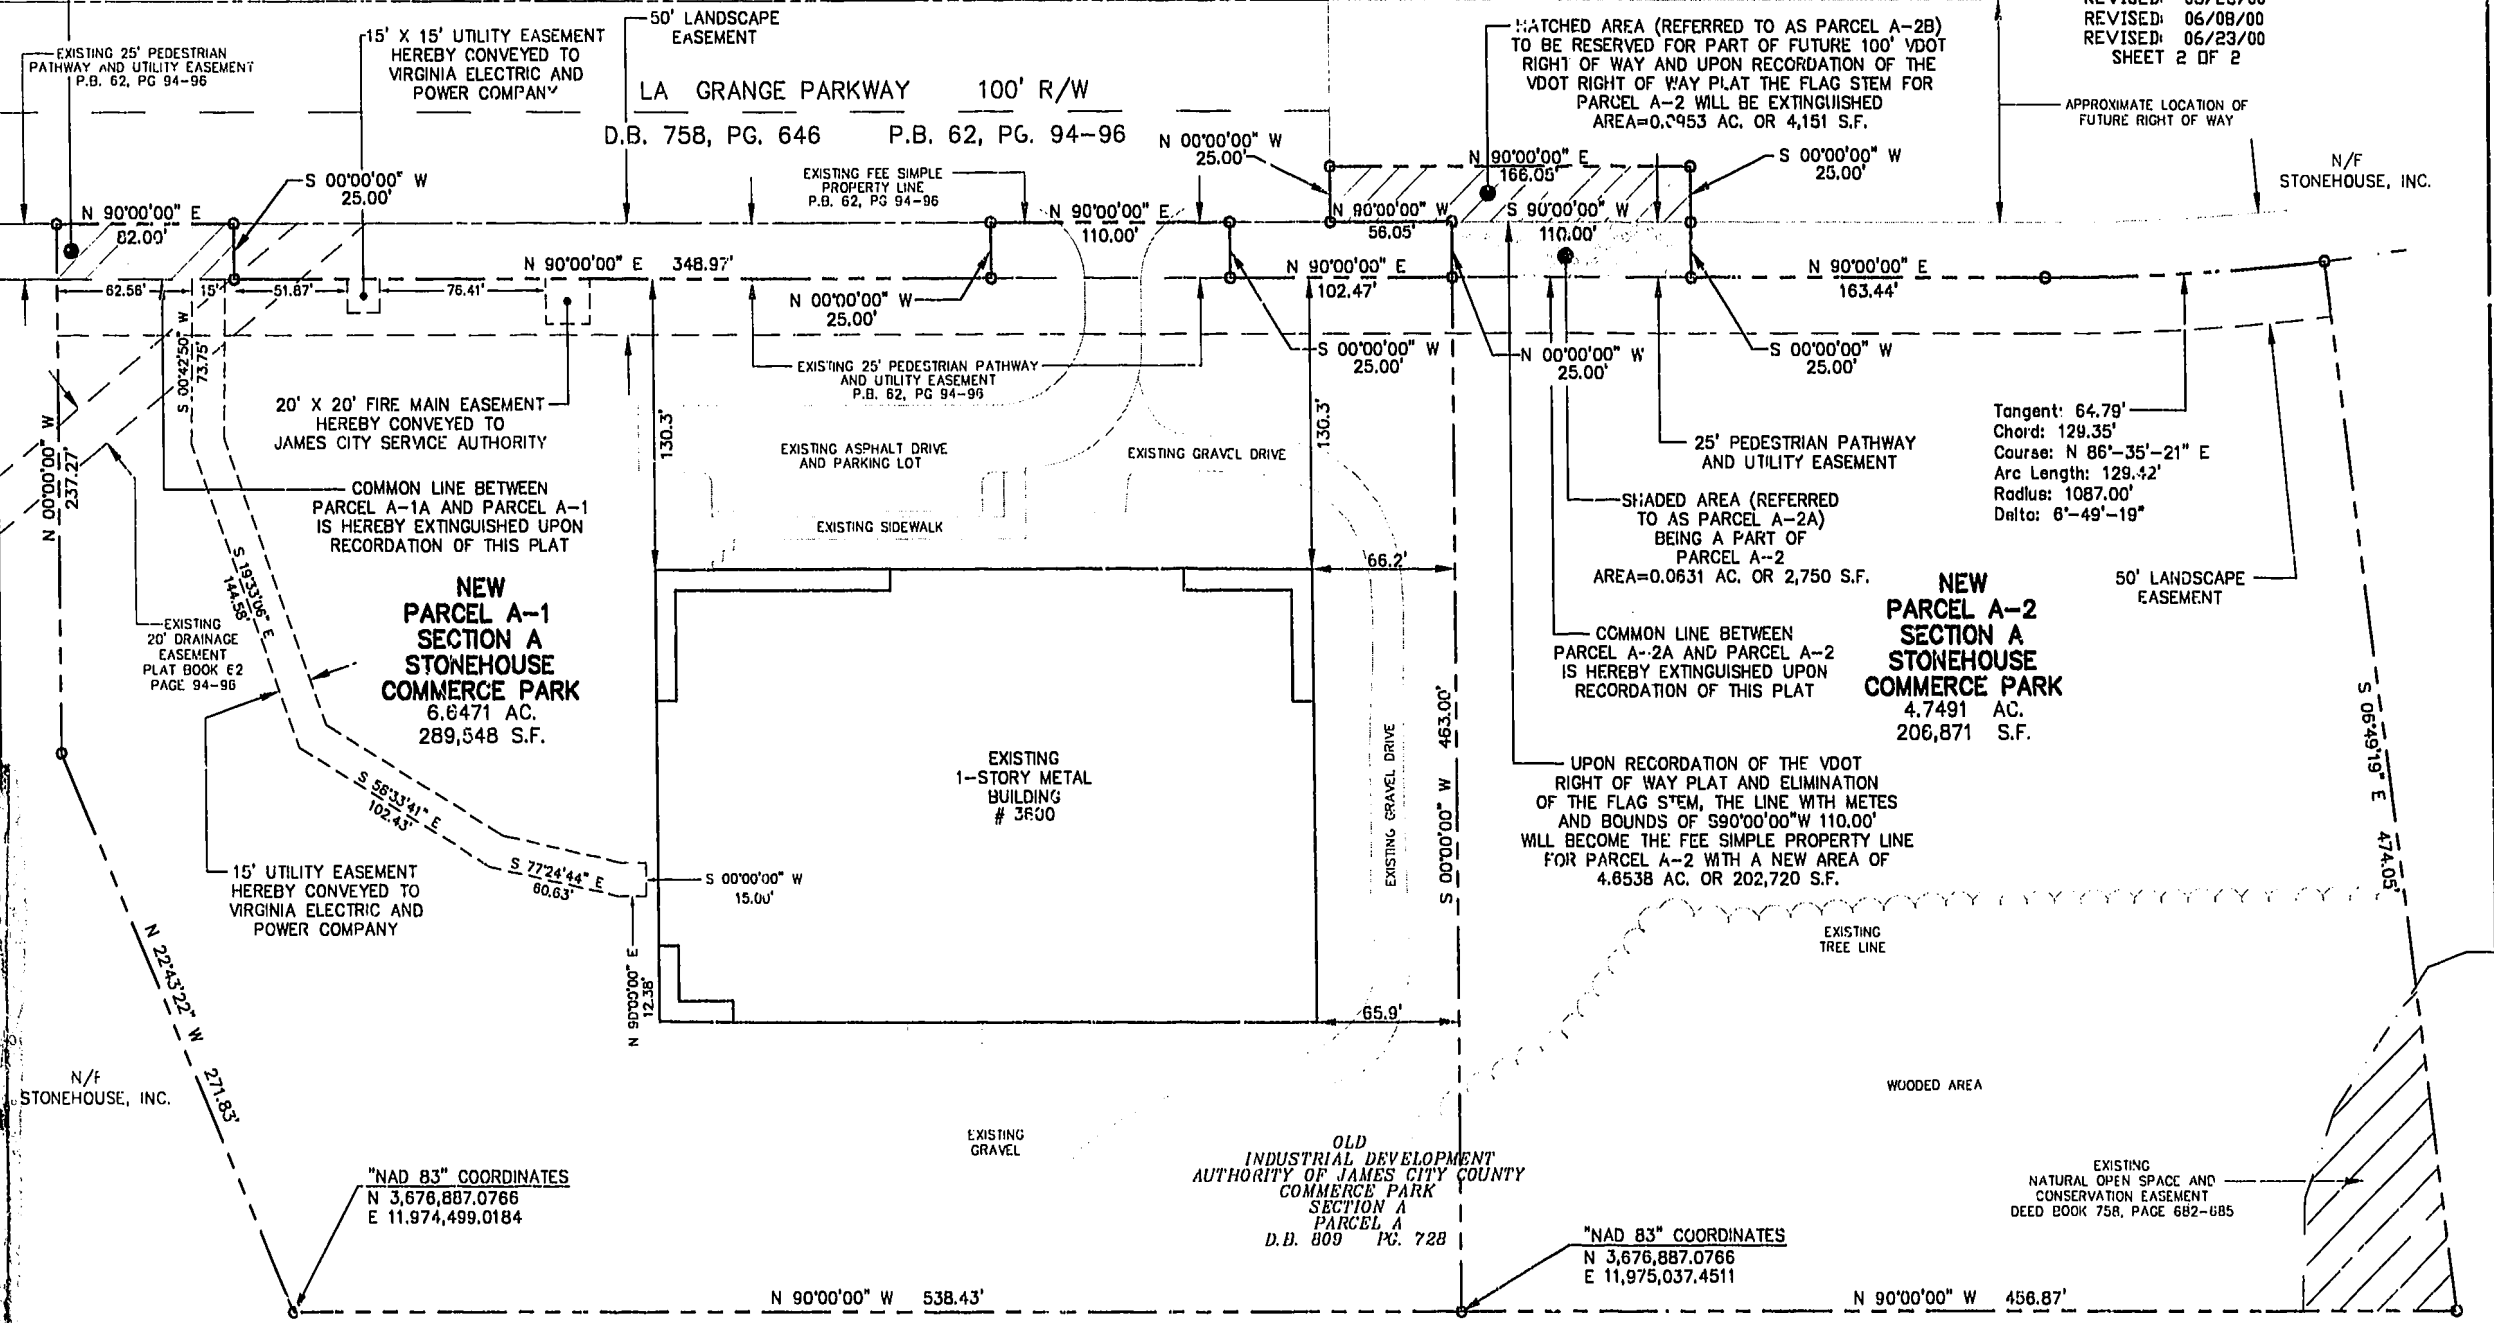 REVISED: 06/08/00
REVISED: 06/23/00
SHEET 2 OF 2
EXISTING 25' PEDESTRIAN
PATHWAY AND UTILITY EASEMENT
P.B. 62, PG 94-96
15' X 15' UTILITY EASEMENT
HEREBY CONVEYED TO
VIRGINIA ELECTRIC AND
POWER COMPANY
50' LANDSCAPE
EASEMENT
LA GRANGE PARKWAY 100' R/W
D.B. 758, PG. 646 P.B. 62, PG. 94-96
HATCHED AREA (REFERRED TO AS PARCEL A-2B)
TO BE RESERVED FOR PART OF FUTURE 100' VDOT
RIGHT OF WAY AND UPON RECORDATION OF THE
VDOT RIGHT OF WAY PLAT THE FLAG STEM FOR
PARCEL A-2 WILL BE EXTINGUISHED
AREA=0.0953 AC. OR 4,151 S.F.
APPROXIMATE LOCATION OF
FUTURE RIGHT OF WAY
N/F
STONEHOUSE, INC.
S 00°00'00" W
25.00'
EXISTING FEE SIMPLE
PROPERTY LINE
P.B. 62, PG 94-96
N 00°00'00" W
25.00'
N 90°00'00" E
166.05'
S 00°00'00" W
25.00'
N 90°00'00" E
82.00'
N 90°00'00" E
110.00'
N 90°00'00" W
56.05'
S 90°00'00" W
110.00'
N 90°00'00" E 348.97'
N 90°00'00" E
102.47'
N 90°00'00" E
163.44'
62.56'
15'
51.87'
76.41'
N 00°00'00" W
25.00'
S 00°42'50" W
73.75'
EXISTING 25' PEDESTRIAN PATHWAY
AND UTILITY EASEMENT
P.B. 62, PG 94-96
S 00°00'00" W
25.00'
N 00°00'00" W
25.00'
S 00°00'00" W
25.00'
20' X 20' FIRE MAIN EASEMENT
HEREBY CONVEYED TO
JAMES CITY SERVICE AUTHORITY
130.3'
130.3'
EXISTING ASPHALT DRIVE
AND PARKING LOT
EXISTING GRAVEL DRIVE
25' PEDESTRIAN PATHWAY
AND UTILITY EASEMENT
Tangent: 64.79'
Chord: 129.35'
Course: N 86°-35'-21" E
Arc Length: 129.42'
Radius: 1087.00'
Delta: 6°-49'-19"
N 00°00'00" W
237.27'
COMMON LINE BETWEEN
PARCEL A-1A AND PARCEL A-1
IS HEREBY EXTINGUISHED UPON
RECORDATION OF THIS PLAT
EXISTING SIDEWALK
SHADED AREA (REFERRED
TO AS PARCEL A-2A)
BEING A PART OF
PARCEL A-2
AREA=0.0631 AC. OR 2,750 S.F.
S 19°33'06" E
144.58'
66.2'
NEW
PARCEL A-1
SECTION A
STONEHOUSE
COMMERCE PARK
6.6471 AC.
289,548 S.F.
NEW
PARCEL A-2
SECTION A
STONEHOUSE
COMMERCE PARK
4.7491 AC.
206,871 S.F.
50' LANDSCAPE
EASEMENT
EXISTING
20' DRAINAGE
EASEMENT
PLAT BOOK 62
PAGE 94-96
COMMON LINE BETWEEN
PARCEL A-2A AND PARCEL A-2
IS HEREBY EXTINGUISHED UPON
RECORDATION OF THIS PLAT
S 06°49'19" E 474.05'
EXISTING
1-STORY METAL
BUILDING
# 3600
EXISTING GRAVEL DRIVE
S 00°00'00" W 463.00'
UPON RECORDATION OF THE VDOT
RIGHT OF WAY PLAT AND ELIMINATION
OF THE FLAG STEM, THE LINE WITH METES
AND BOUNDS OF S90°00'00"W 110.00'
WILL BECOME THE FEE SIMPLE PROPERTY LINE
FOR PARCEL A-2 WITH A NEW AREA OF
4.6538 AC. OR 202,720 S.F.
S 58°33'41" E
102.43'
S 77°24'44" E
60.63'
S 00°00'00" W
15.00'
15' UTILITY EASEMENT
HEREBY CONVEYED TO
VIRGINIA ELECTRIC AND
POWER COMPANY
N 90°00'00" E
12.38'
EXISTING
TREE LINE
N 22°43'22" W 271.83'
65.9'
N/F
STONEHOUSE, INC.
WOODED AREA
EXISTING
GRAVEL
OLD
INDUSTRIAL DEVELOPMENT
AUTHORITY OF JAMES CITY COUNTY
COMMERCE PARK
SECTION A
PARCEL A
D.B. 809 PG. 728
EXISTING
NATURAL OPEN SPACE AND
CONSERVATION EASEMENT
DEED BOOK 758, PAGE 682-685
"NAD 83" COORDINATES
N 3,676,887.0766
E 11,974,499.0184
"NAD 83" COORDINATES
N 3,676,887.0766
E 11,975,037.4511
N 90°00'00" W 538.43'
N 90°00'00" W 456.87'